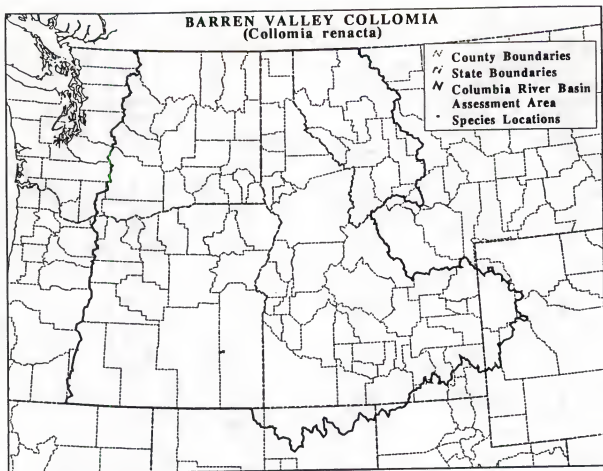 BARREN VALLEY COLLOMIA
(Collomia renacta)
County Boundaries
State Boundaries
Columbia River Basin
Assessment Area
Species Locations